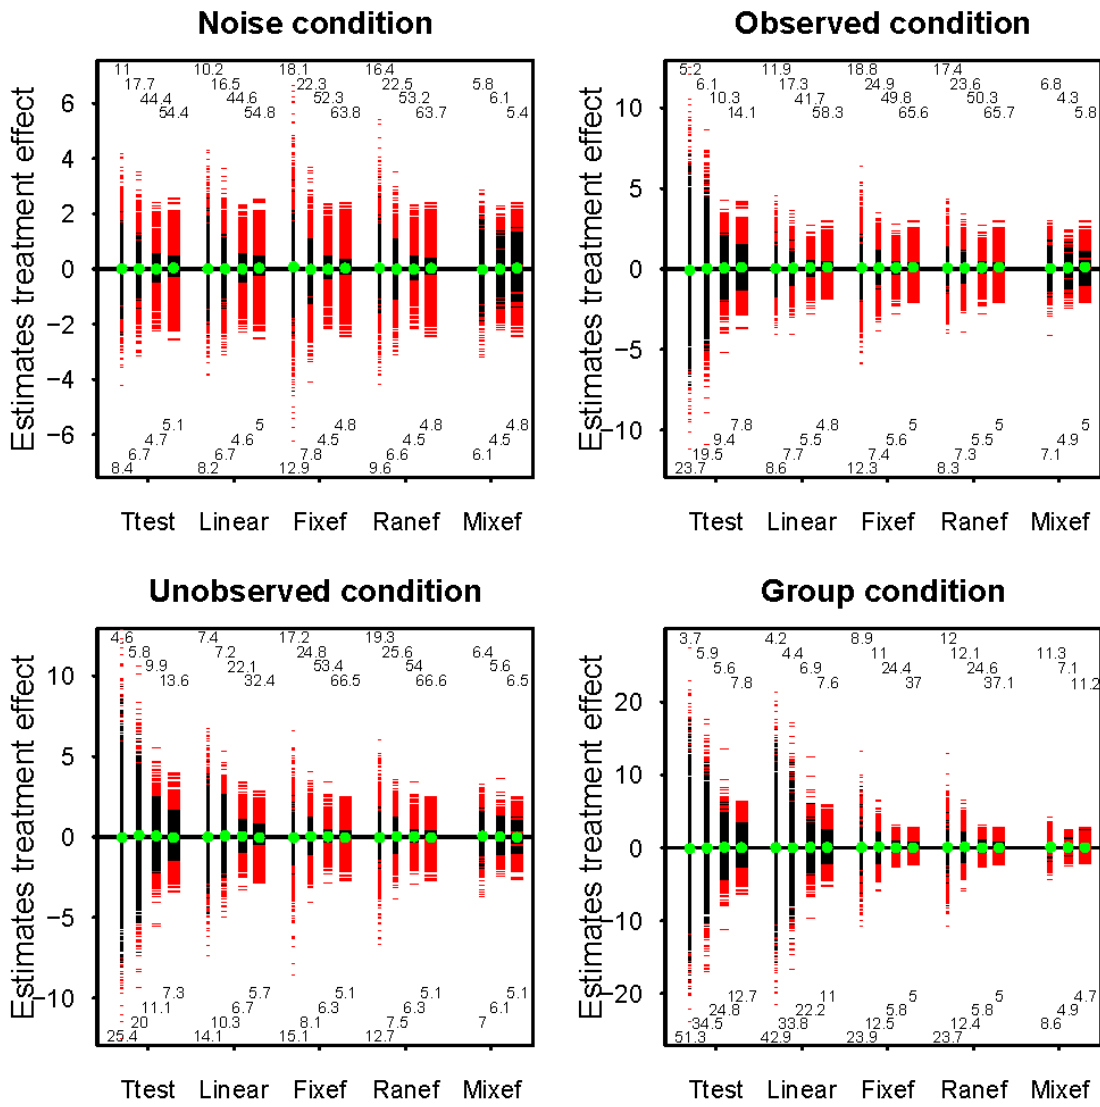 Noise condition
Estimates treatment effect
6
4
2
0
−2
−4
−6
11 10.2 18.1 16.4 5.8
17.7 16.5 22.3 22.5 6.1
44.4 44.6 52.3 53.2 5.4
54.4 54.8 63.8 63.7
5.1 5 4.8 4.8 4.8
4.7 4.6 4.5 4.5 4.5
6.7 6.7 7.8 6.6 6.1
8.4 8.2 12.9 9.6
Ttest Linear Fixef Ranef Mixef
Observed condition
Estimates treatment effect
10
5
0
−5
−10
5.2 11.9 18.8 17.4 6.8
6.1 17.3 24.9 23.6 4.3
10.3 41.7 49.8 50.3 5.8
14.1 58.3 65.6 65.7
7.8 4.8 5 5 5
9.4 5.5 5.6 5.5 4.9
19.5 7.7 7.4 7.3 7.1
23.7 8.6 12.3 8.3
Ttest Linear Fixef Ranef Mixef
Unobserved condition
Estimates treatment effect
10
5
0
−5
−10
4.6 7.4 17.2 19.3 6.4
5.8 7.2 24.8 25.6 5.6
9.9 22.1 53.4 54 6.5
13.6 32.4 66.5 66.6
7.3 5.7 5.1 5.1 5.1
11.1 6.7 6.3 6.3 6.1
20 10.3 8.1 7.5 7
25.4 14.1 15.1 12.7
Ttest Linear Fixef Ranef Mixef
Group condition
Estimates treatment effect
20
10
0
−10
−20
3.7 4.2 8.9 12 11.3
5.9 4.4 11 12.1 7.1
5.6 6.9 24.4 24.6 11.2
7.8 7.6 37 37.1
12.7 11 5 5 4.7
24.8 22.2 5.8 5.8 4.9
34.5 33.8 12.5 12.4 8.6
51.3 42.9 23.9 23.7
Ttest Linear Fixef Ranef Mixef